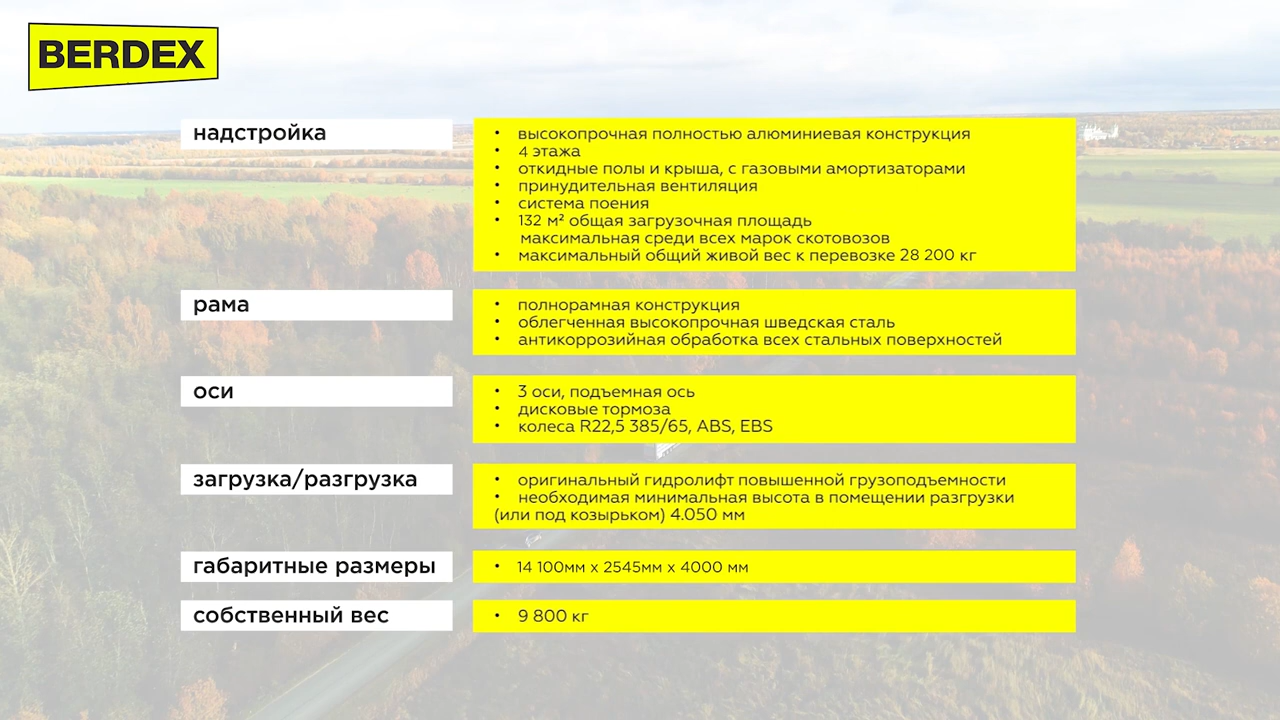 BERDEX
надстройка
• высокопрочная полностью алюминиевая конструкция
• 4 этажа
• откидные полы и крыша, с газовыми амортизаторами
• принудительная вентиляция
• система поения
• 132 м² общая загрузочная площадь
максимальная среди всех марок скотовозов
• максимальный общий живой вес к перевозке 28 200 кг
рама
• полнорамная конструкция
• облегченная высокопрочная шведская сталь
• антикоррозийная обработка всех стальных поверхностей
оси
• 3 оси, подъемная ось
• дисковые тормоза
• колеса R22,5 385/65, ABS, EBS
загрузка/разгрузка
• оригинальный гидролифт повышенной грузоподъемности
• необходимая минимальная высота в помещении разгрузки
(или под козырьком) 4.050 мм
габаритные размеры
• 14 100мм x 2545мм x 4000 мм
собственный вес
• 9 800 кг